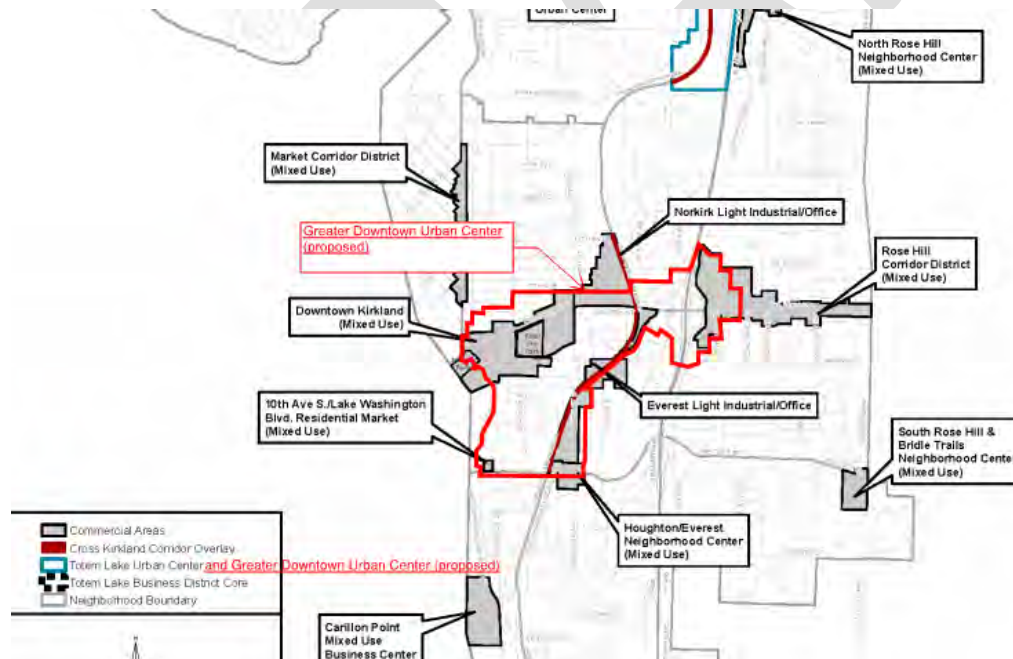 Urban Center
North Rose Hill
Neighborhood Center
(Mixed Use)
Market Corridor District
(Mixed Use)
Norkirk Light Industrial/Office
Greater Downtown Urban Center
(proposed)
Rose Hill
Corridor District
(Mixed Use)
Downtown Kirkland
(Mixed Use)
10th Ave S./Lake Washington
Blvd. Residential Market
(Mixed Use)
Everest Light Industrial/Office
South Rose Hill &
Bridle Trails
Neighborhood Cente
(Mixed Use)
Houghton/Everest
Neighborhood Center
(Mixed Use)
Commercial Areas
Cross Kirkland Corridor Overlay
Totem Lake Urban Center and Greater Downtown Urban Center (proposed)
Totem Lake Business District Core
Neighborhood Boundary
Carillon Point
Mixed Use
Business Center